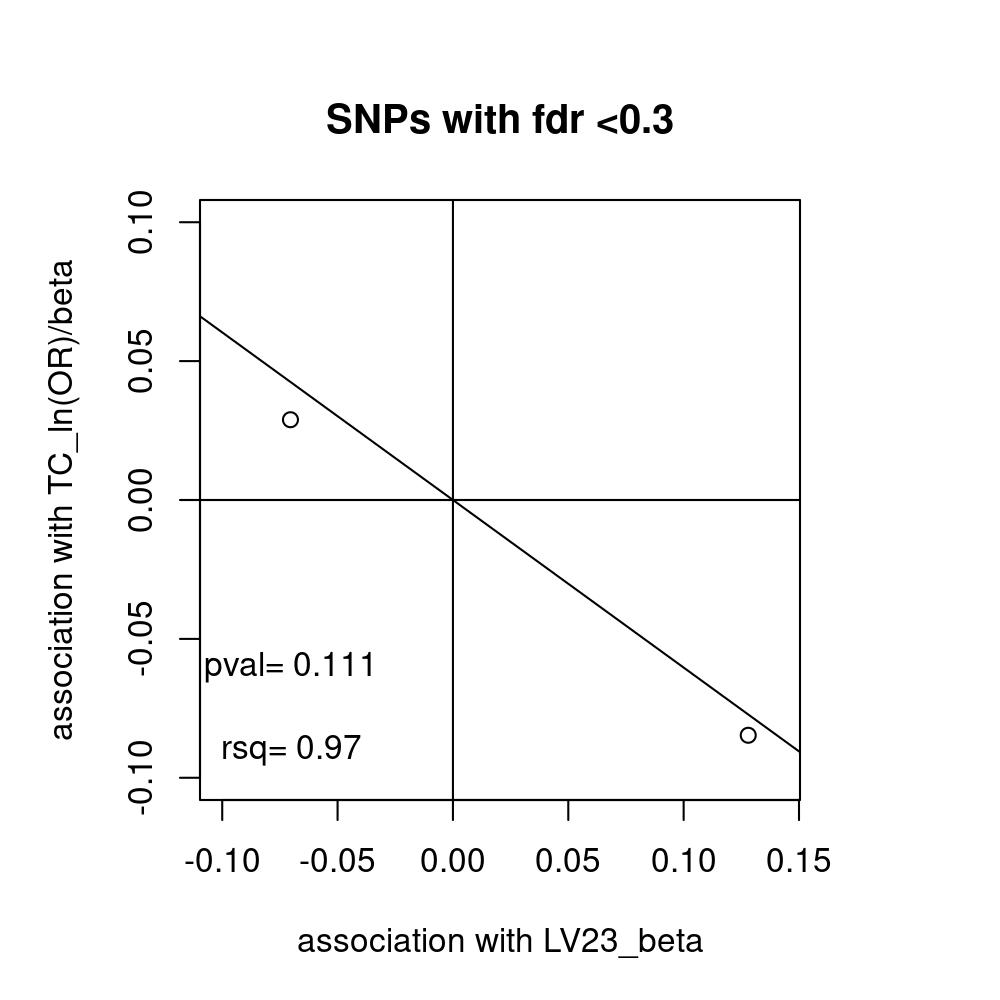 SNPs with fdr <0.3
association with TC_ln(OR)/beta
0.10
0.05
0.00
-0.05
-0.10
pval= 0.111
rsq= 0.97
-0.10 -0.05 0.00 0.05 0.10 0.15
association with LV23_beta